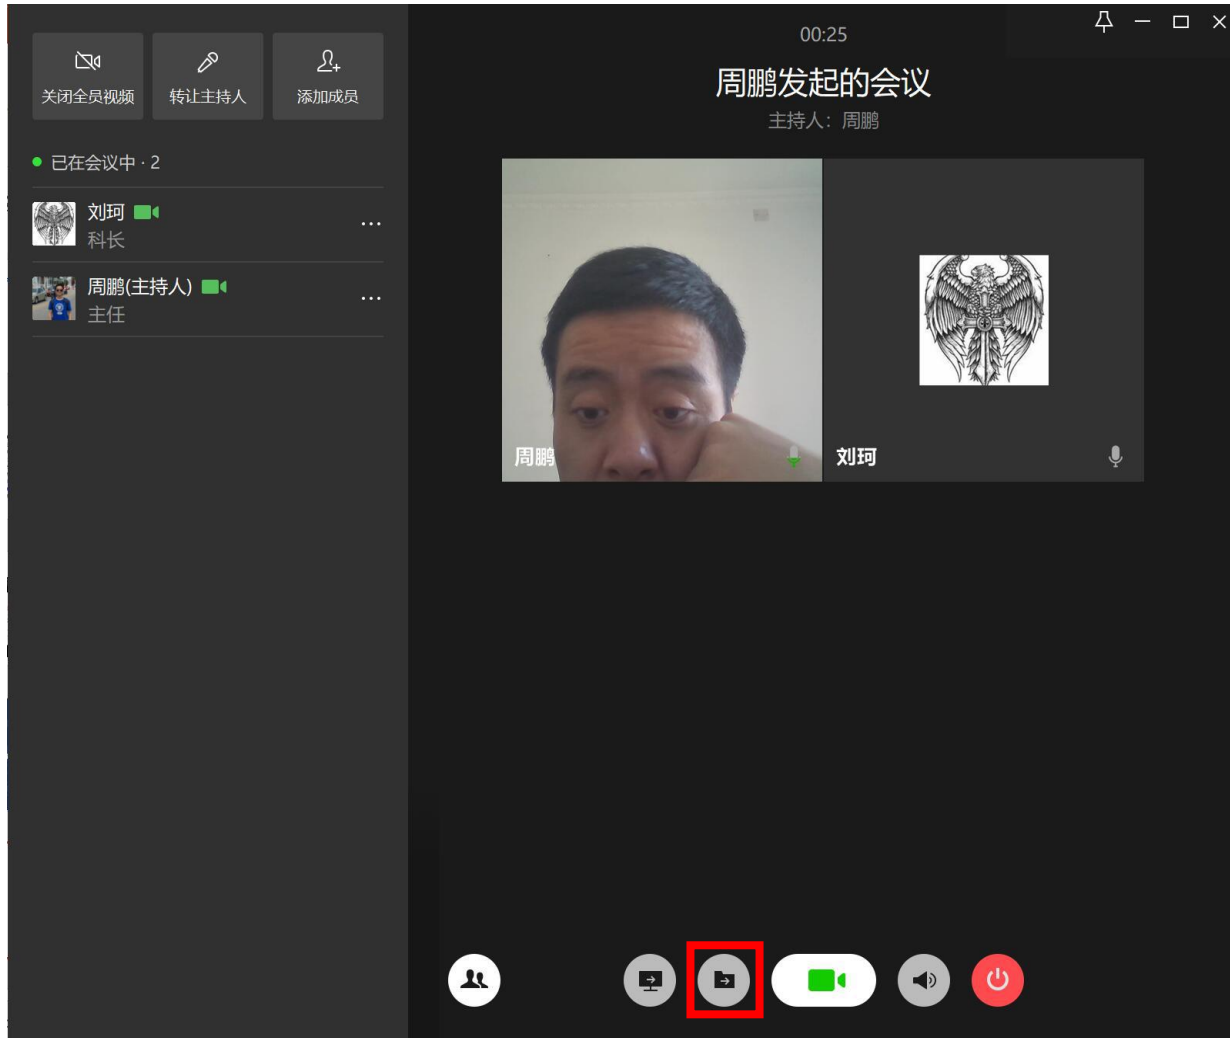 00:25
关闭全员视频
转让主持人
添加成员
周鹏发起的会议
主持人：周鹏
已在会议中 · 2
刘珂
科长
周鹏(主持人)
主任
周鹏
刘珂